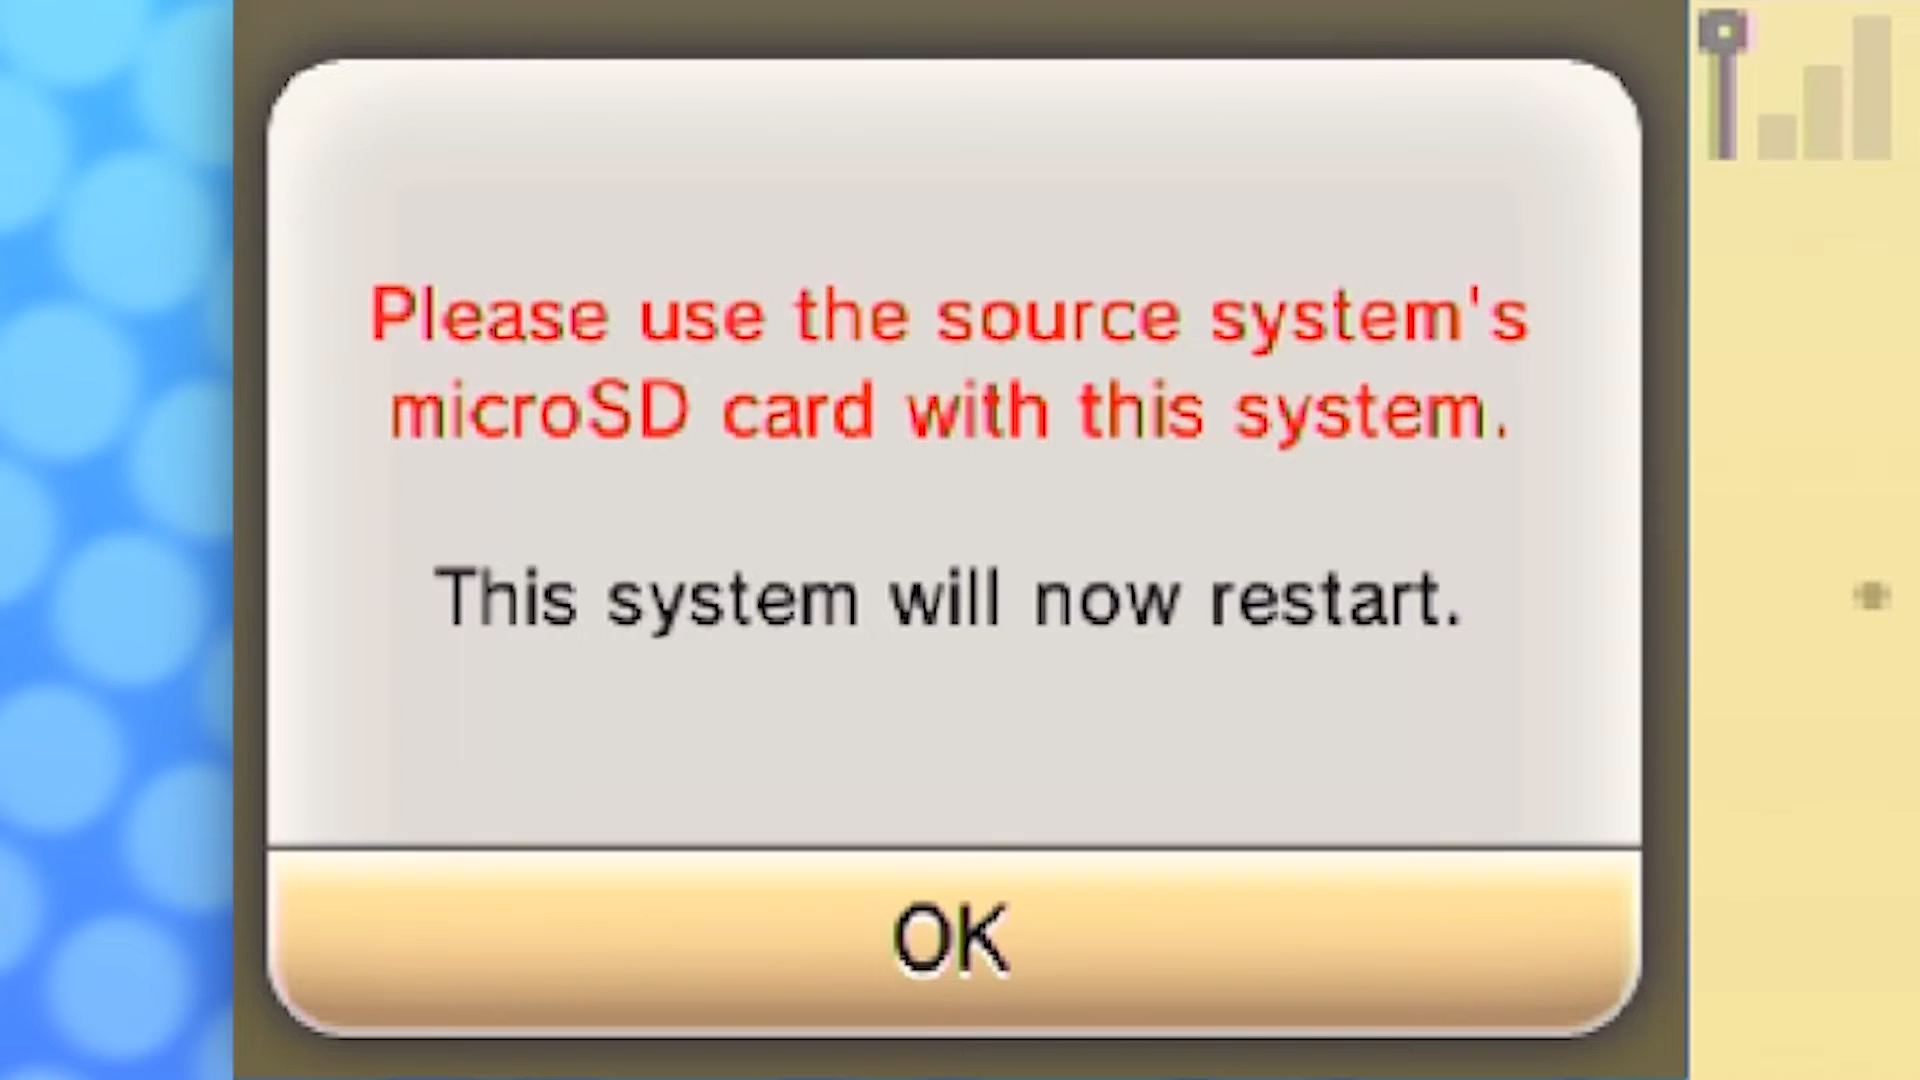 Please use the source system's
microSD card with this system.
This system will now restart.
OK